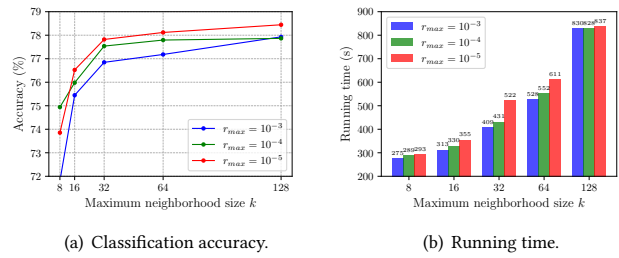 79
78
77
76
75
74
73
72
Accuracy (%)
8 16 32 64 128
Maximum neighborhood size k
r_max = 10^-3
r_max = 10^-4
r_max = 10^-5
(a) Classification accuracy.
900
800
700
600
500
400
300
200
Running time (s)
r_max = 10^-3
r_max = 10^-4
r_max = 10^-5
275 289 293
313 330 355
409 431 522
528 552 611
830 828 837
8 16 32 64 128
Maximum neighborhood size k
(b) Running time.